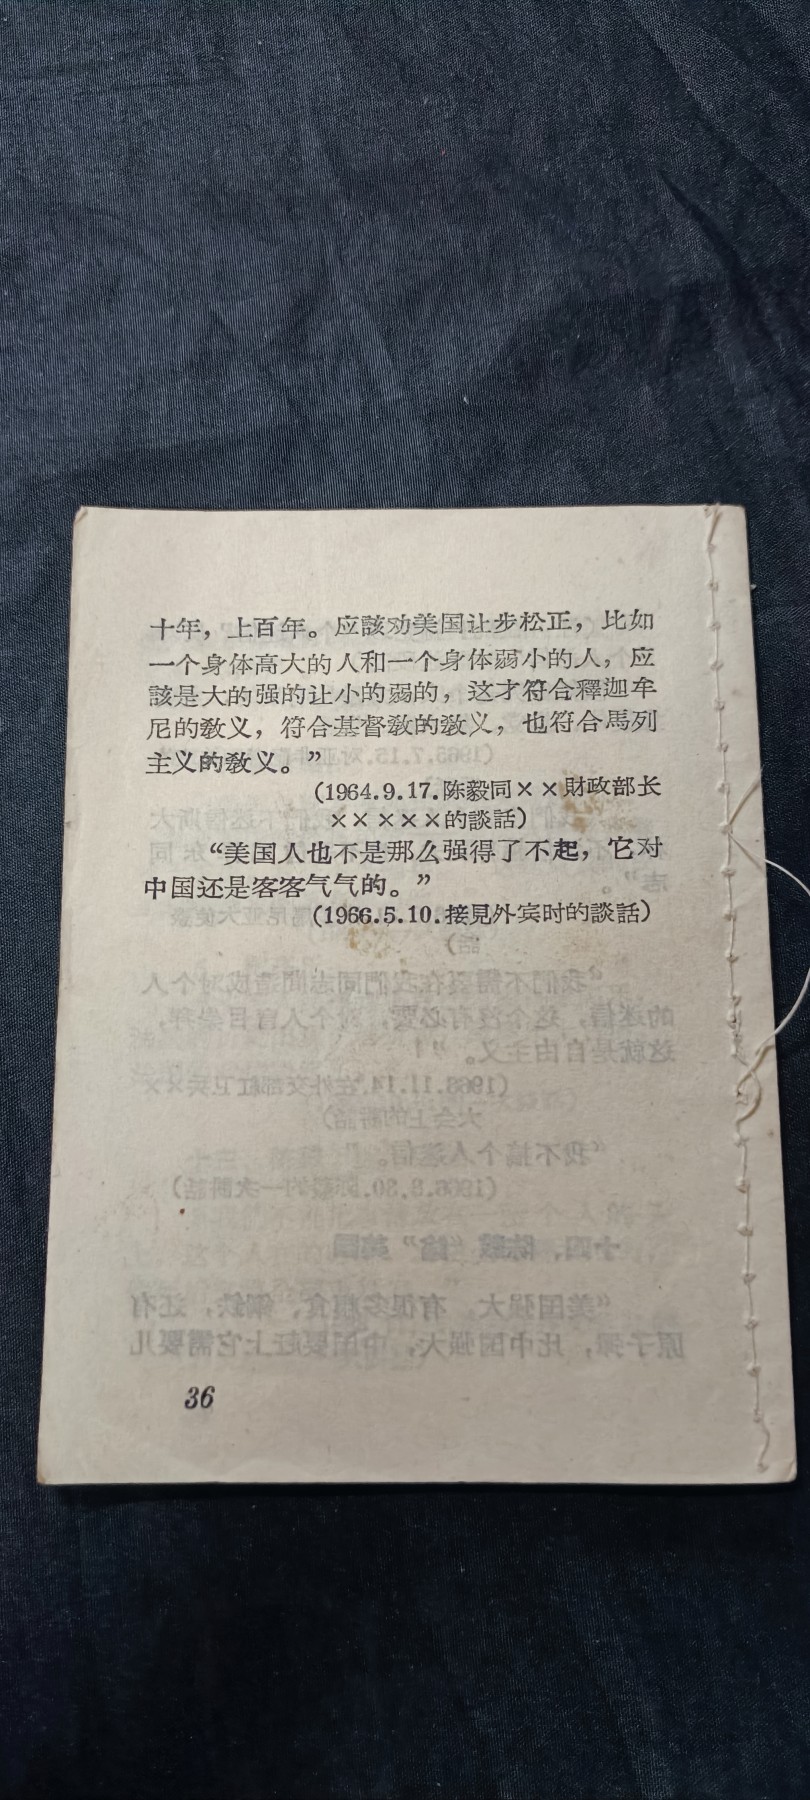 十年，上百年。应該劝美国让步松正，比如
一个身体高大的人和一个身体弱小的人，应
該是大的强的让小的弱的，这才符合釋迦牟
尼的教义，符合基督教的教义，也符合馬列
主义的教义。”
(1964.9.17.陈毅同××財政部长
×××××的談話)
“美国人也不是那么强得了不起，它对
中国还是客客气气的。”
(1966.5.10.接見外宾时的談話)
36